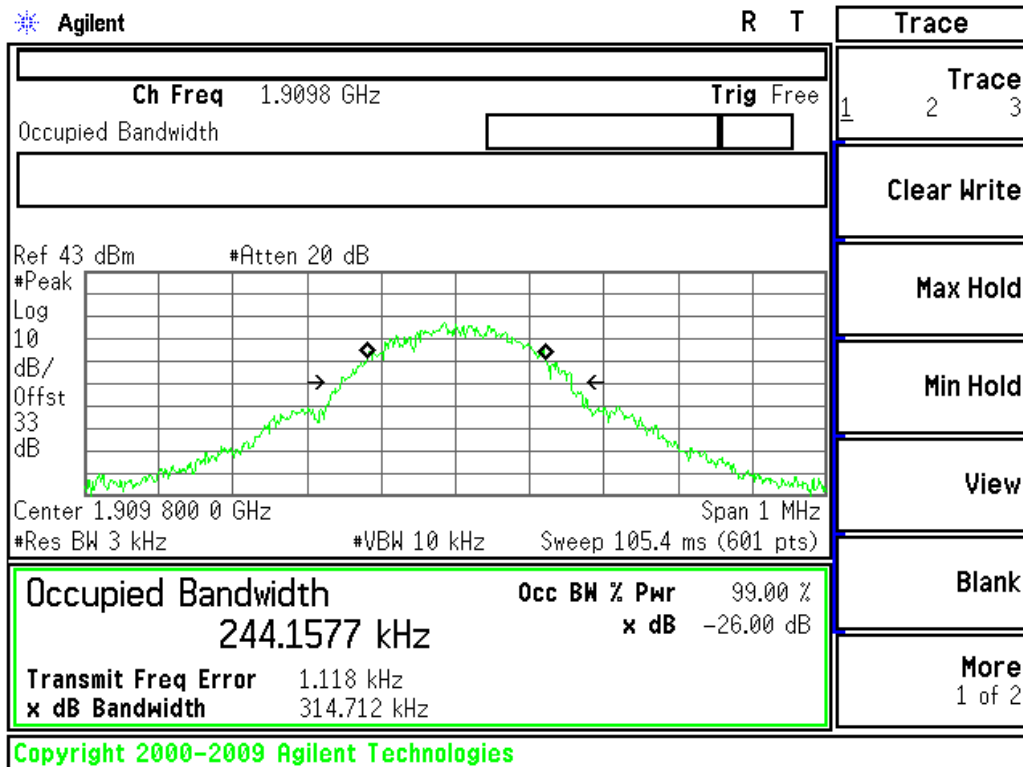 Agilent R T Trace
Ch Freq 1.9098 GHz Trig Free
Occupied Bandwidth
Trace
1 2 3
Clear Write
Max Hold
Min Hold
View
Blank
More
1 of 2
Ref 43 dBm #Atten 20 dB
#Peak
Log
10
dB/
Offst
33
dB
Center 1.909 800 0 GHz Span 1 MHz
#Res BW 3 kHz #VBW 10 kHz Sweep 105.4 ms (601 pts)
Occupied Bandwidth Occ BW % Pwr 99.00 %
244.1577 kHz x dB -26.00 dB
Transmit Freq Error 1.118 kHz
x dB Bandwidth 314.712 kHz
Copyright 2000-2009 Agilent Technologies